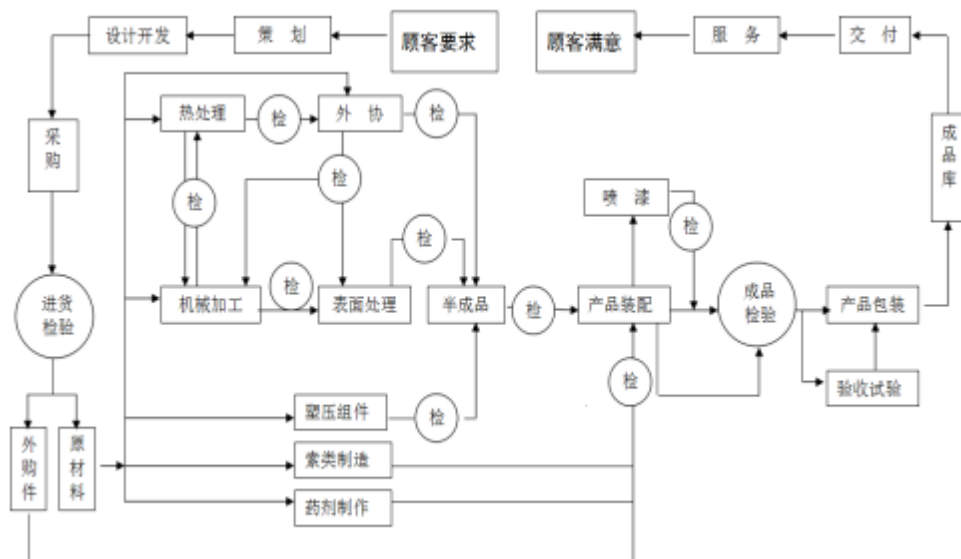 设计开发
策 划
顾客要求
顾客满意
服 务
交 付
热处理
检
外 协
检
采
购
成
品
库
检
检
喷 漆
检
检
进货
检验
机械加工
检
表面处理
半成品
检
产品装配
成品
检验
产品包装
检
验收试验
塑压组件
检
外
购
件
原
材
料
索类制造
药剂制作